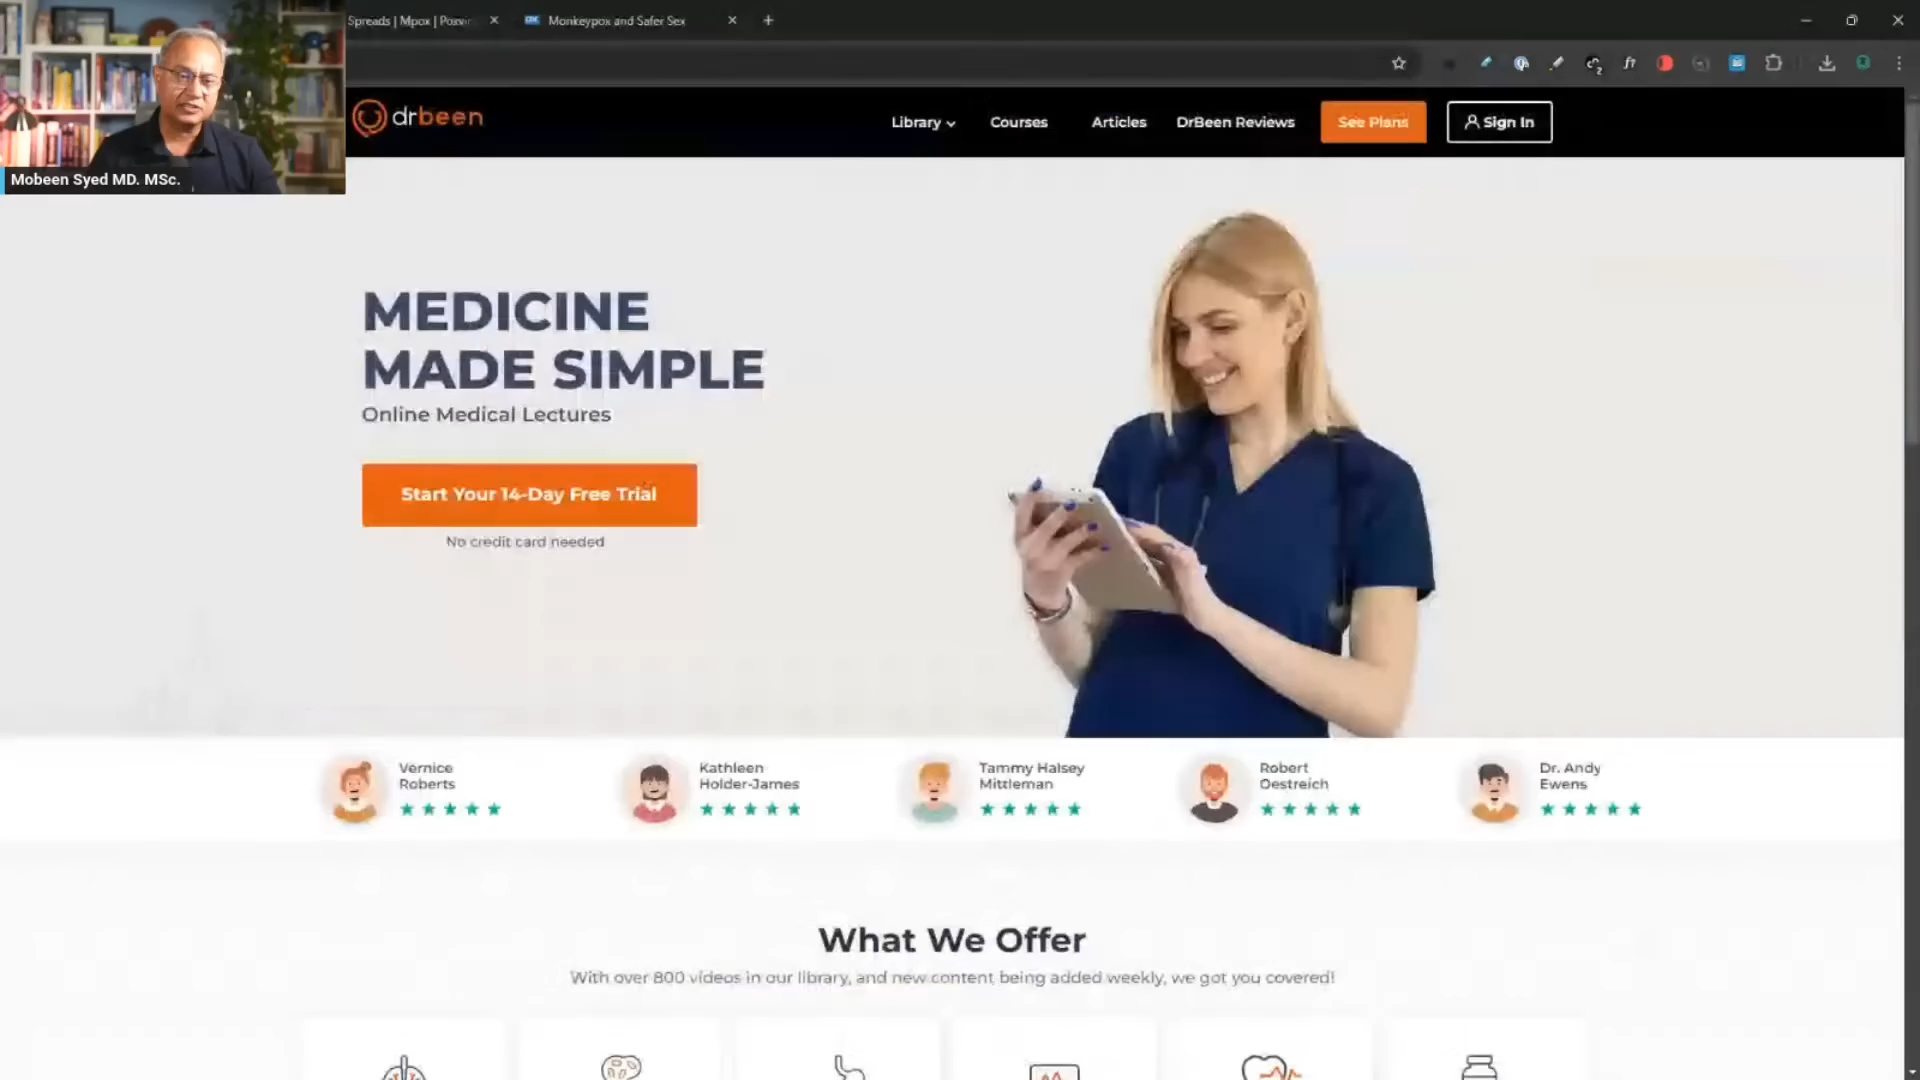 Spreads | Mpox | Poxvir
Monkeypox and Safer Sex
Mobeen Syed MD. MSc.
drbeen
Library
Courses
Articles
DrBeen Reviews
See Plans
Sign In
MEDICINE
MADE SIMPLE
Online Medical Lectures
Start Your 14-Day Free Trial
No credit card needed
Vernice
Roberts
Kathleen
Holder-James
Tammy Halsey
Mittleman
Robert
Oestreich
Dr. Andy
Ewens
What We Offer
With over 800 videos in our library, and new content being added weekly, we got you covered!